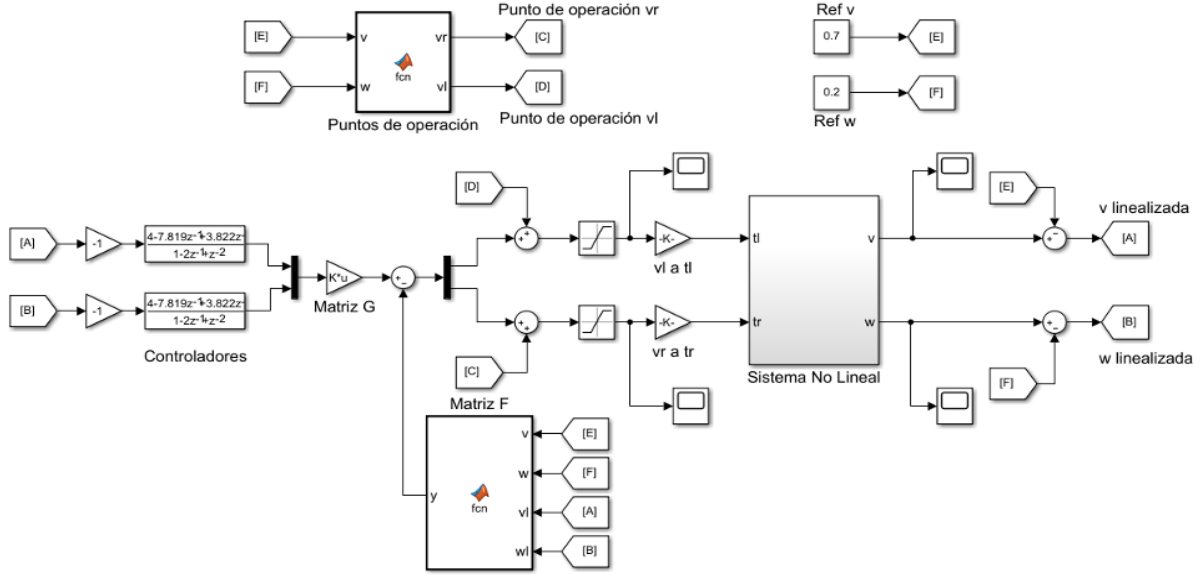 Punto de operación vr
[E]
v
vr
[C]
fcn
[F]
w
vl
[D]
Puntos de operación
Punto de operación vl
Ref v
0.7
[E]
0.2
[F]
Ref w
[D]
[E]
v linealizada
[A]
-1
4-7.819z-1+3.822z-
1-2z-1+z-2
-K-
vl a tl
tl
v
[A]
K*u
Matriz G
[B]
-1
4-7.819z-1+3.822z-
1-2z-1+z-2
Controladores
-K-
vr a tr
tr
w
Sistema No Lineal
[B]
w linealizada
[C]
[F]
Matriz F
v
[E]
w
[F]
y
fcn
vl
[A]
wl
[B]